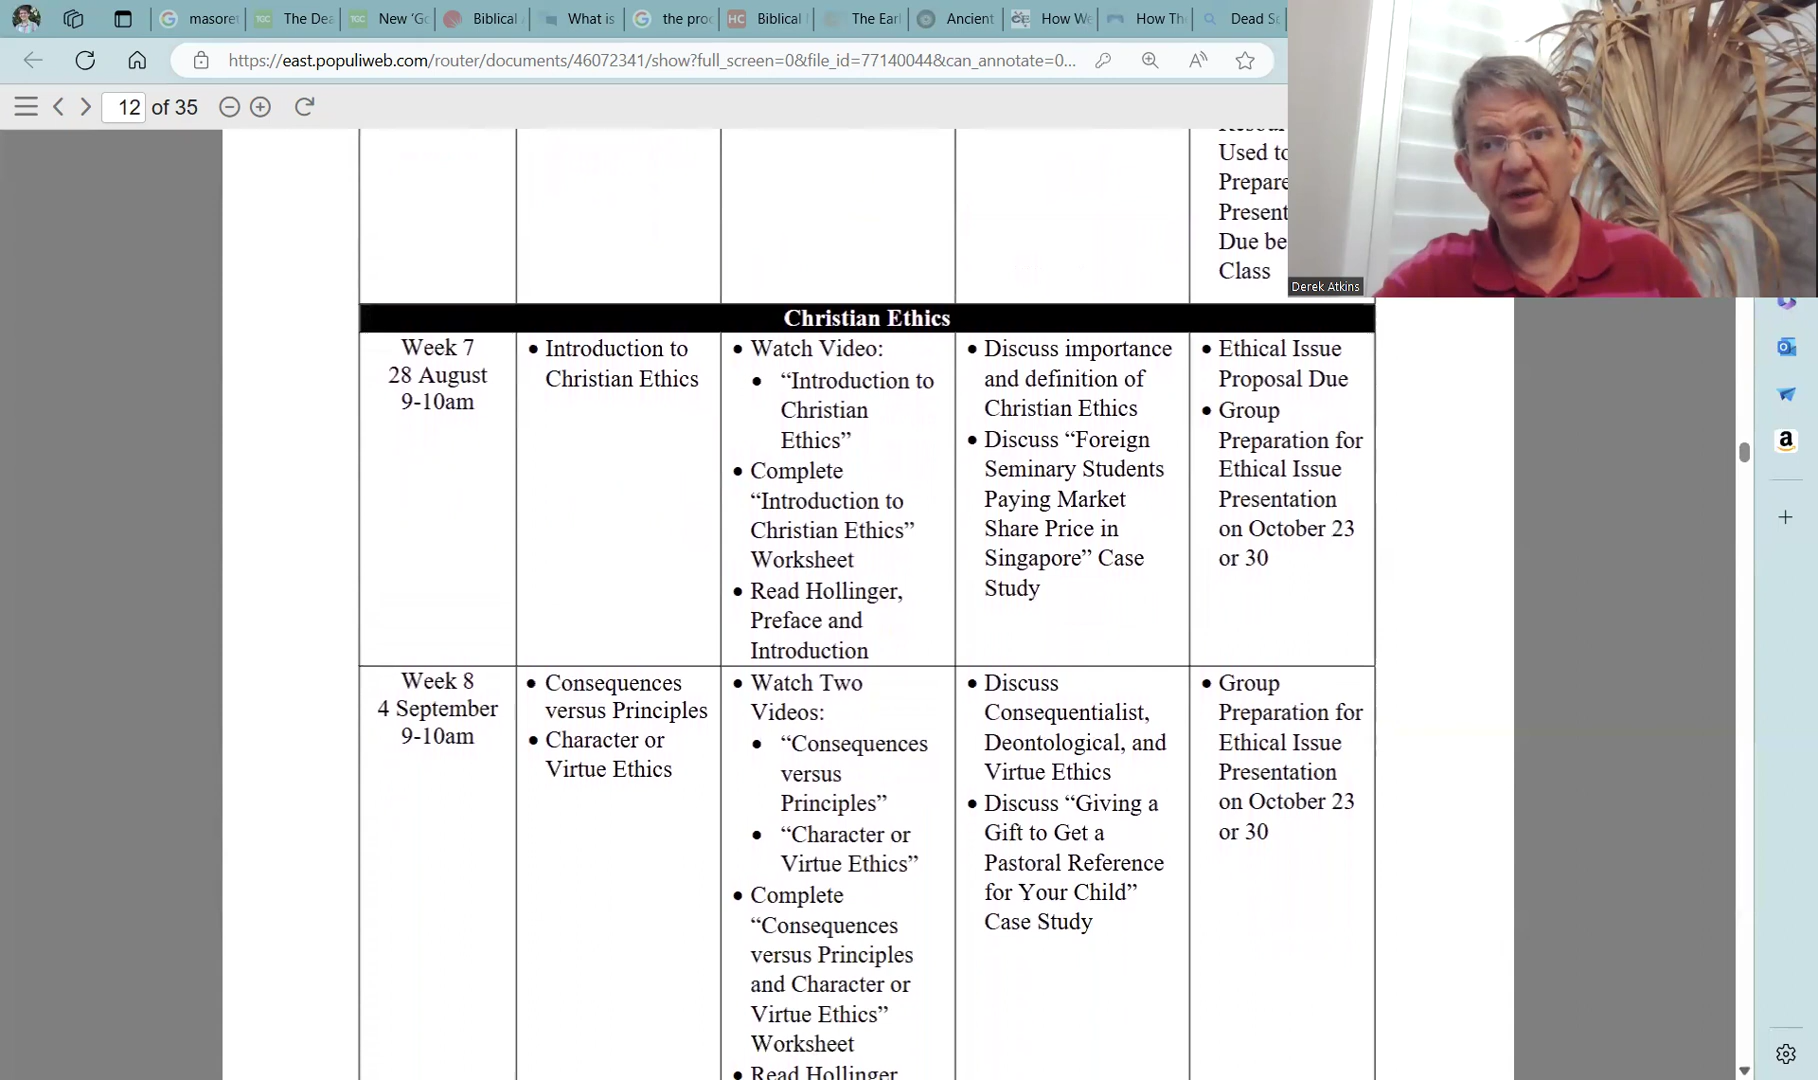 masoret
The Dea
New 'Go
Biblical
What is
the proc
Biblical
The Earl
Ancient
How We
How Th
Dead S
https://east.populiweb.com/router/documents/46072341/show?full_screen=0&file_id=77140044&can_annotate=0...
12 of 35
Used to
Prepare
Present
Due be
Class
Derek Atkins
Christian Ethics
Week 7
28 August
9-10am
• Introduction to
Christian Ethics
• Watch Video:
• “Introduction to
Christian
Ethics”
• Complete
“Introduction to
Christian Ethics”
Worksheet
• Read Hollinger,
Preface and
Introduction
• Discuss importance
and definition of
Christian Ethics
• Discuss “Foreign
Seminary Students
Paying Market
Share Price in
Singapore” Case
Study
• Ethical Issue
Proposal Due
• Group
Preparation for
Ethical Issue
Presentation
on October 23
or 30
Week 8
4 September
9-10am
• Consequences
versus Principles
• Character or
Virtue Ethics
• Watch Two
Videos:
• “Consequences
versus
Principles”
• “Character or
Virtue Ethics”
• Complete
“Consequences
versus Principles
and Character or
Virtue Ethics”
Worksheet
• Read Hollinger
• Discuss
Consequentialist,
Deontological, and
Virtue Ethics
• Discuss “Giving a
Gift to Get a
Pastoral Reference
for Your Child”
Case Study
• Group
Preparation for
Ethical Issue
Presentation
on October 23
or 30